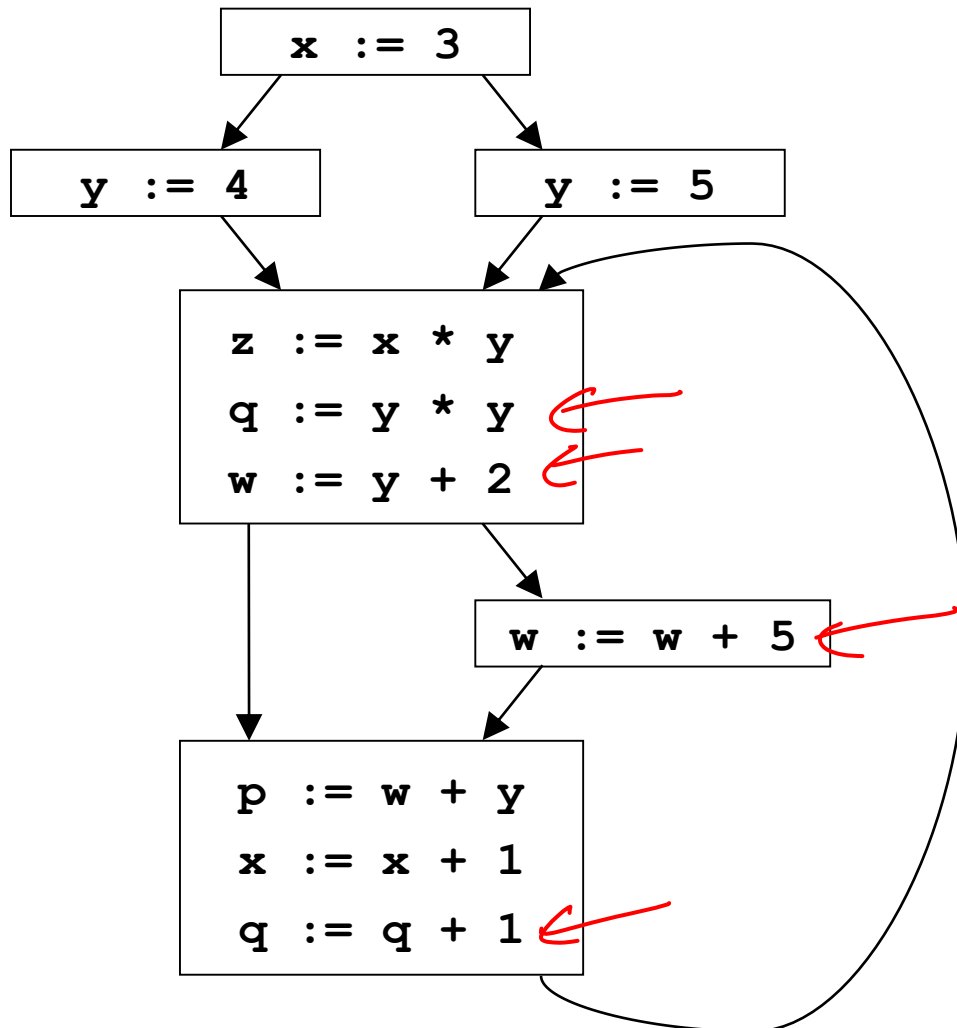 x := 3
y := 4
y := 5
z := x * y
q := y * y
w := y + 2
w := w + 5
p := w + y
x := x + 1
q := q + 1